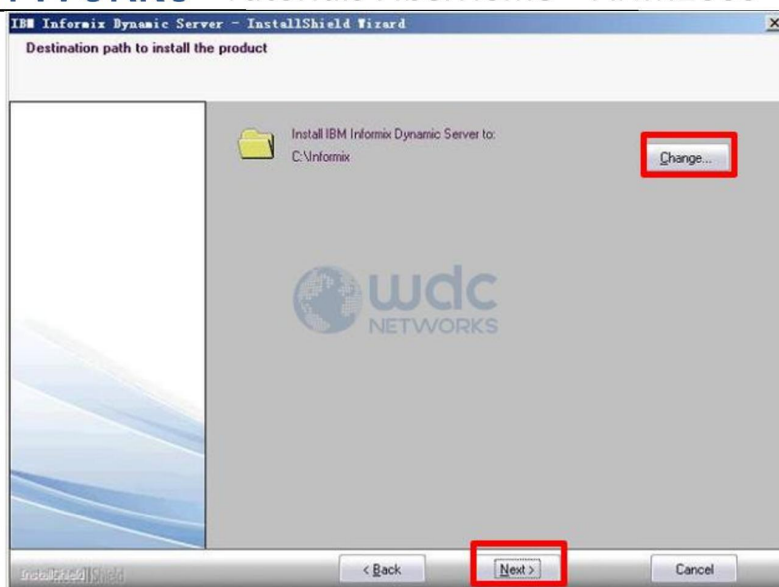 IBM Informix Dynamic Server - InstallShield Wizard
Destination path to install the product
Install IBM Informix Dynamic Server to:
C:\Informix
Change...
wdc
NETWORKS
InstallShield
< Back
Next >
Cancel